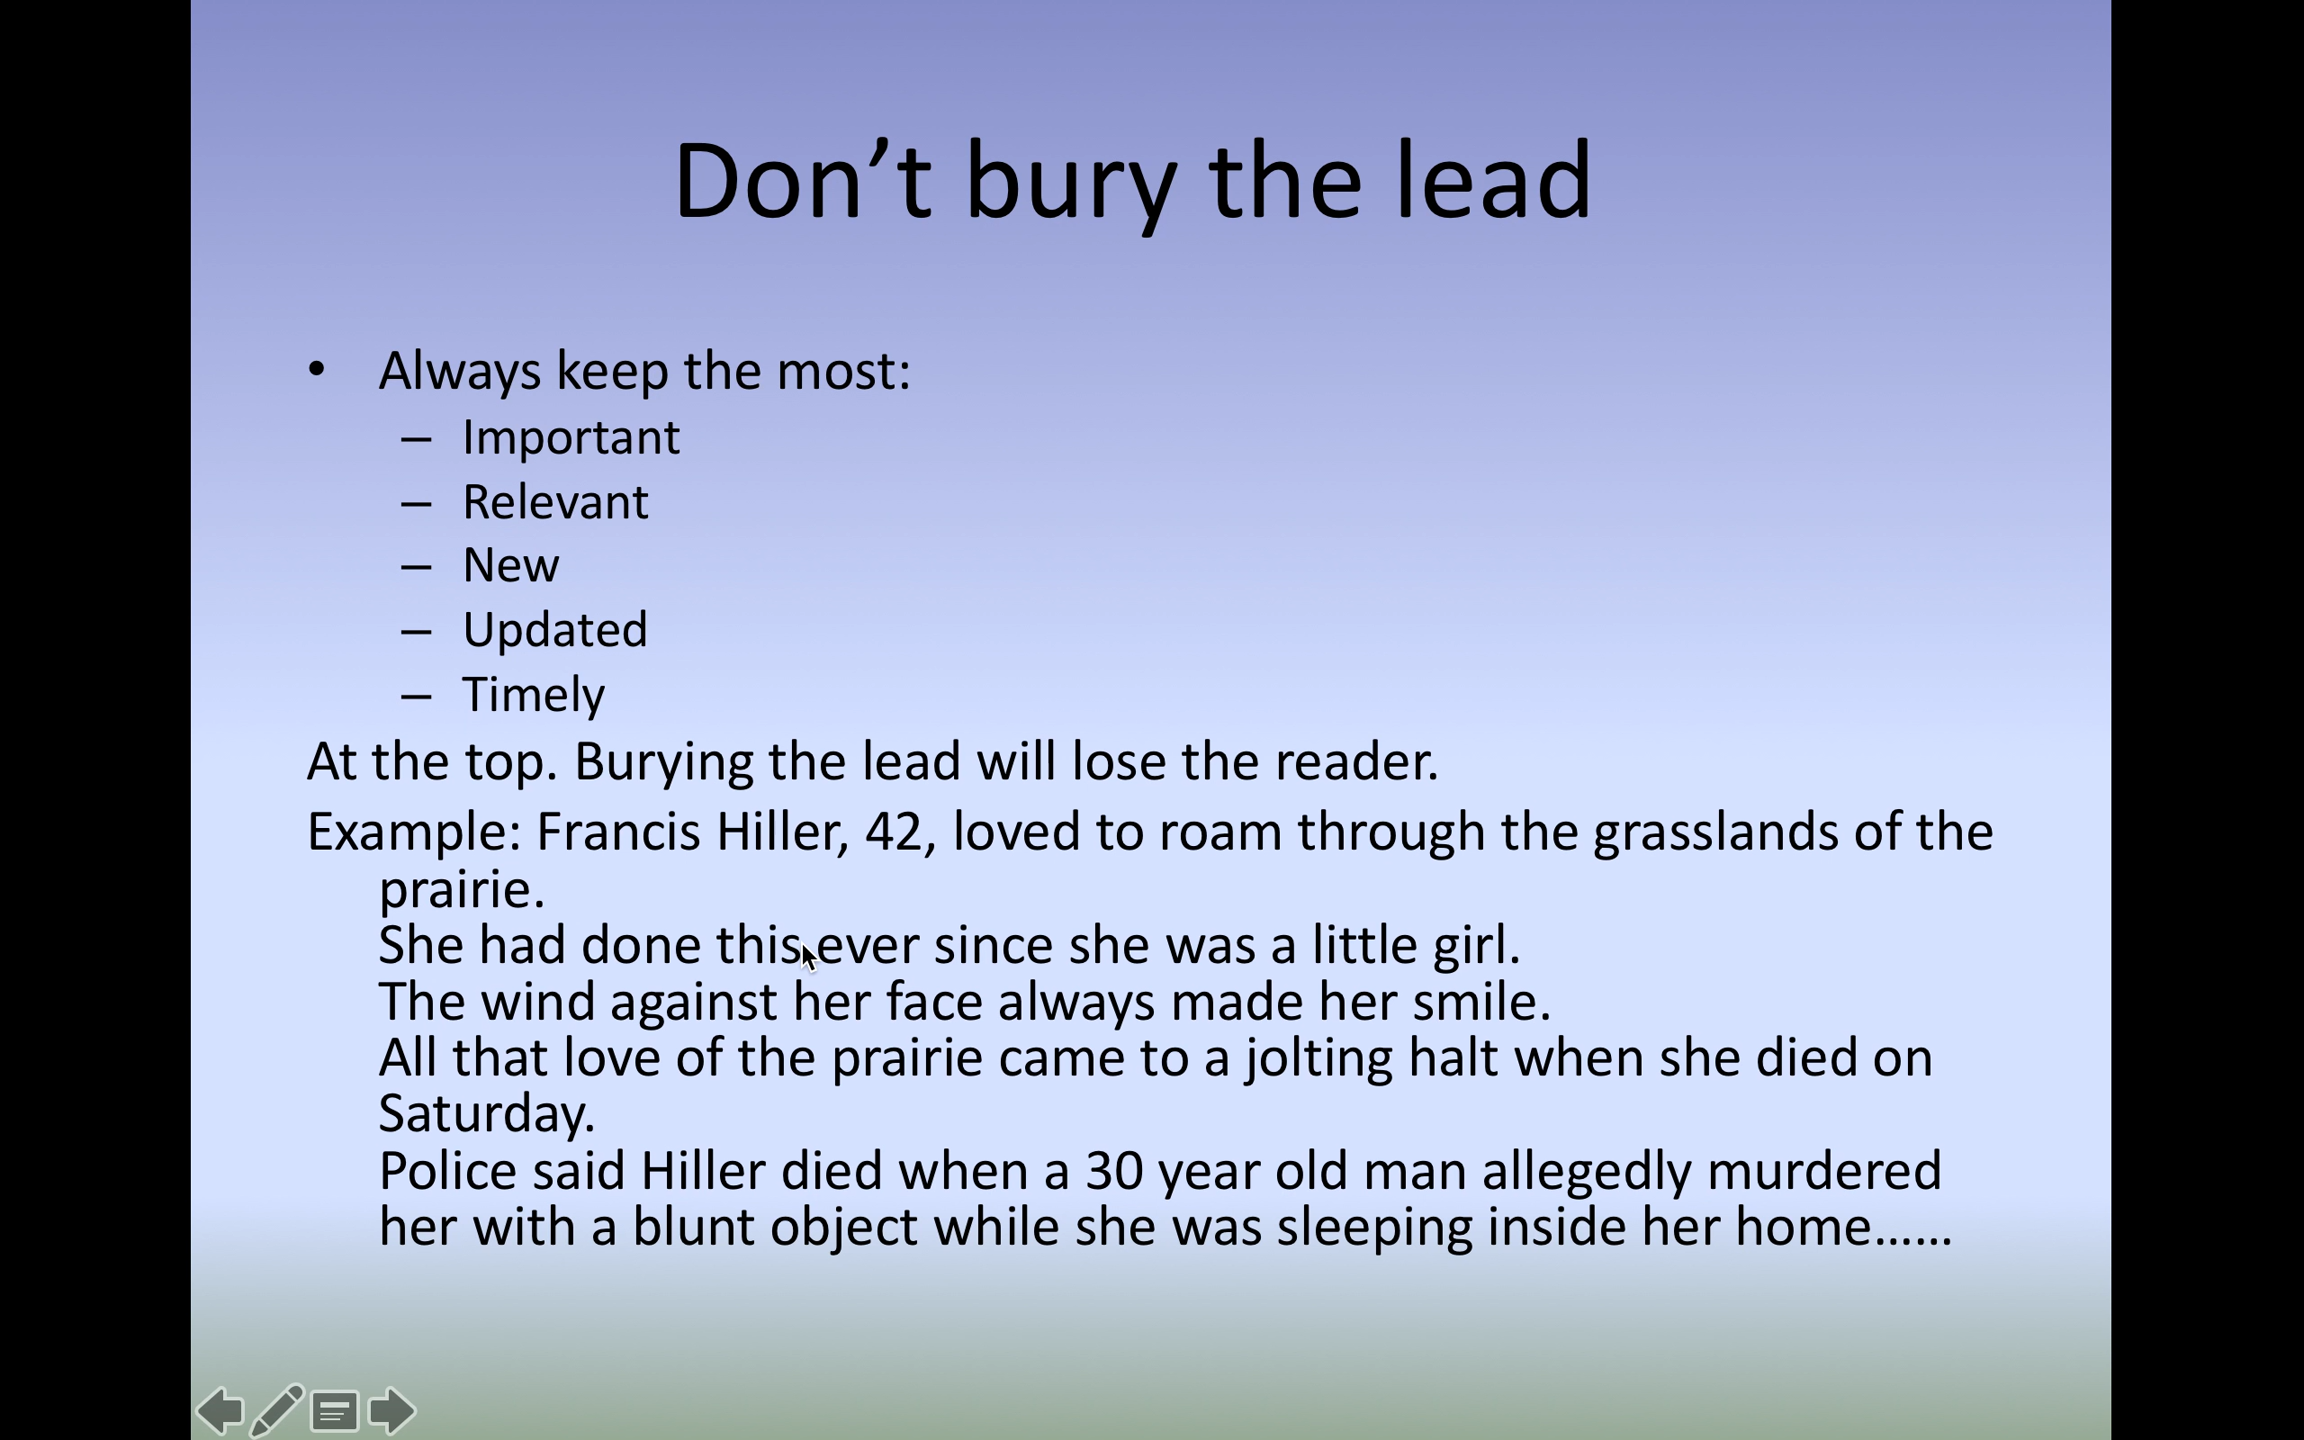 Don’t bury the lead
• Always keep the most:
– Important
– Relevant
– New
– Updated
– Timely
At the top. Burying the lead will lose the reader.
Example: Francis Hiller, 42, loved to roam through the grasslands of the
prairie.
She had done this ever since she was a little girl.
The wind against her face always made her smile.
All that love of the prairie came to a jolting halt when she died on
Saturday.
Police said Hiller died when a 30 year old man allegedly murdered
her with a blunt object while she was sleeping inside her home......